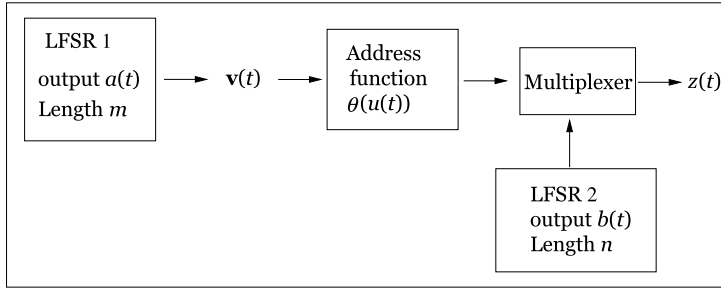 LFSR 1
output a(t)
Length m
v(t)
Address
function
θ(u(t))
Multiplexer
z(t)
LFSR 2
output b(t)
Length n